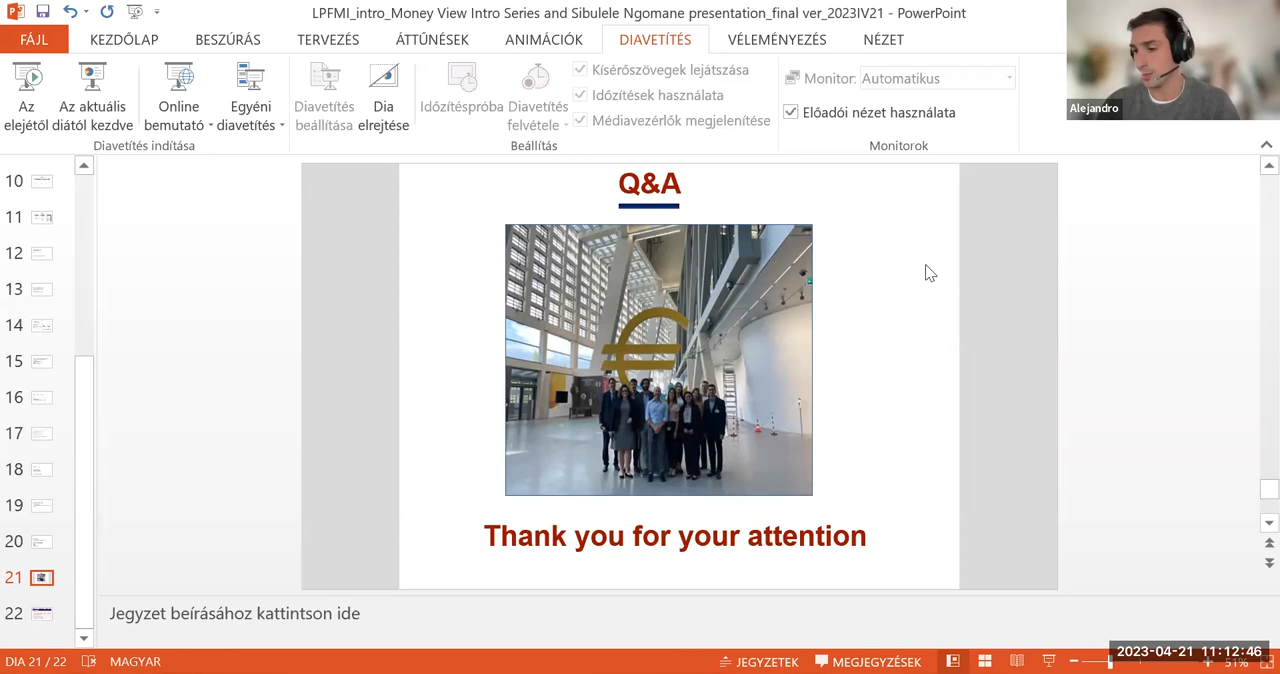 LPFMI_intro_Money View Intro Series and Sibulele Ngomane presentation_final ver_2023IV21 - PowerPoint
FÁJL KEZDŐLAP BESZÚRÁS TERVEZÉS ÁTTŰNÉSEK ANIMÁCIÓK DIAVETÍTÉS VÉLEMÉNYEZÉS NÉZET
Az elejétől
Az aktuális diától kezdve
Online bemutató
Egyéni diavetítés
Diavetítés indítása
Diavetítés beállítása
Dia elrejtése
Időzítéspróba
Diavetítés felvétele
Kísérőszövegek lejátszása
Időzítések használata
Médiavezérlők megjelenítése
Beállítás
Monitor: Automatikus
Előadói nézet használata
Monitorok
Alejandro
10
11
12
13
14
15
16
17
18
19
20
21
22
Q&A
Thank you for your attention
Jegyzet beírásához kattintson ide
DIA 21 / 22 MAGYAR JEGYZETEK MEGJEGYZÉSEK 51%
2023-04-21 11:12:46